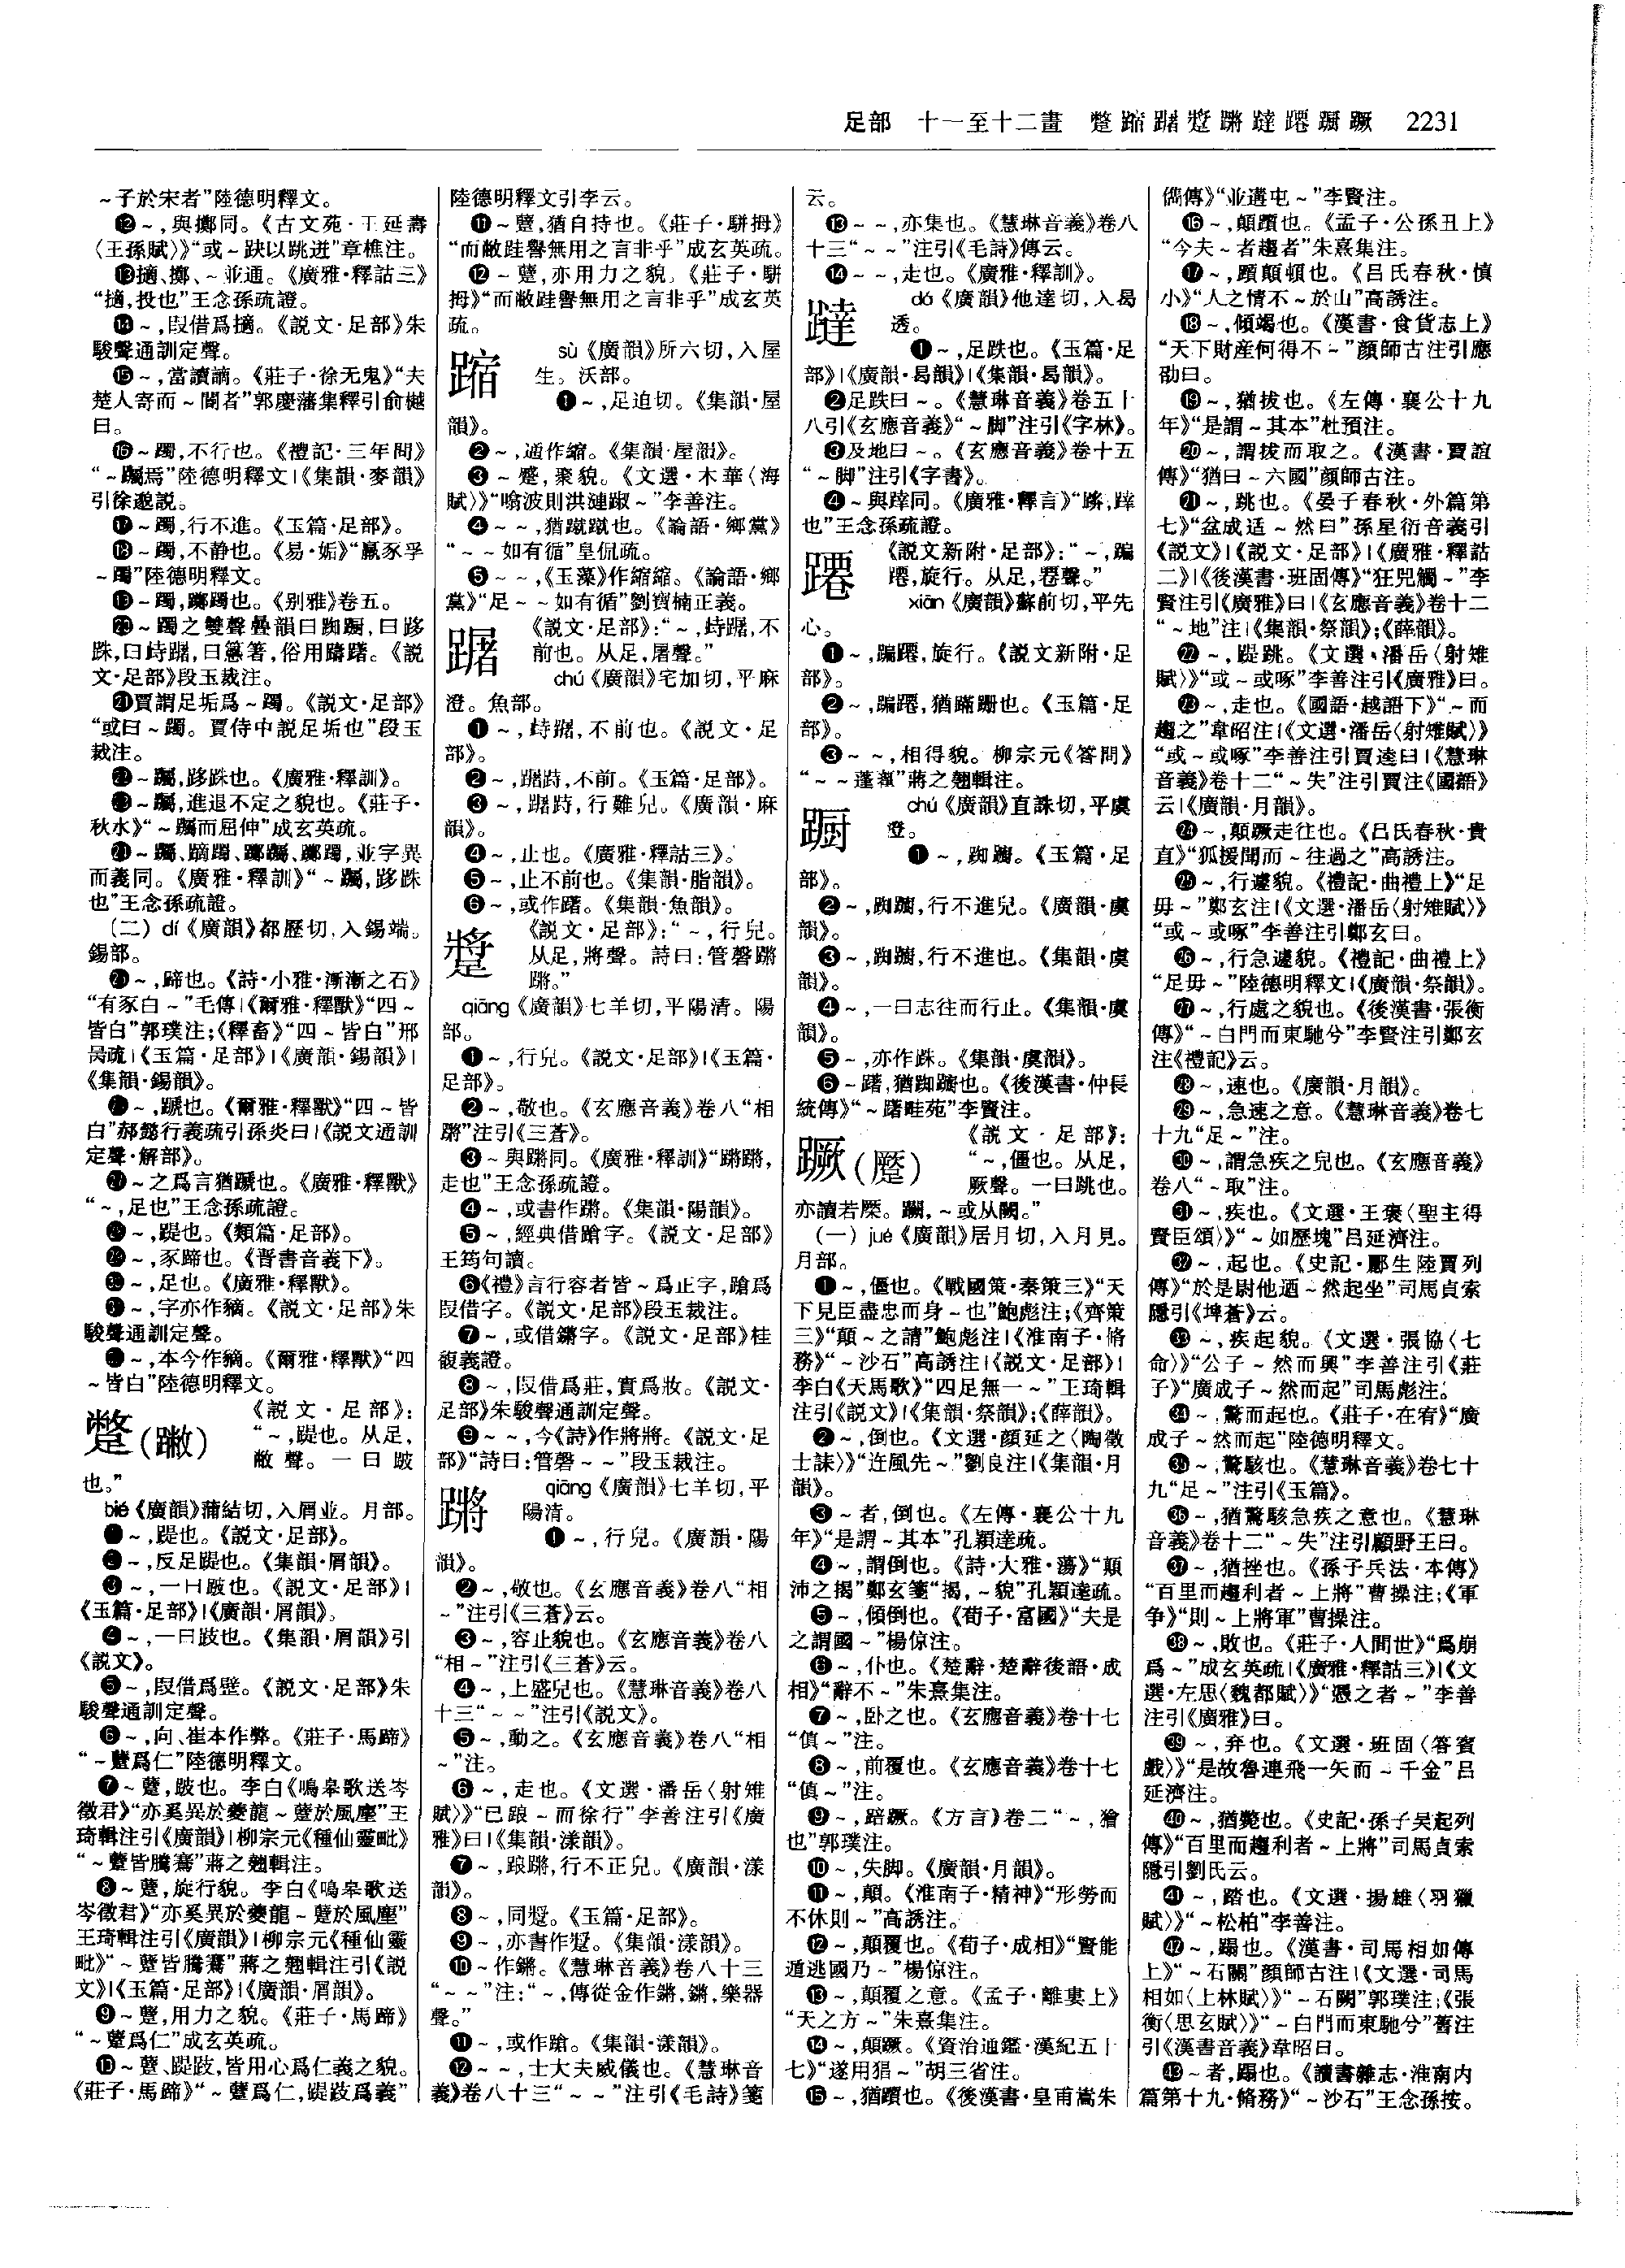 足部 十一至十二畫 蹩蹜踞躄蹡躂躚躕蹶 2231
~子於宋者”陸德明釋文。
⓬~,與擲同。《古文苑·王延壽
〈王孫賦〉》“或~趹以跳迸”章樵注。
⓭擿、擲、~並通。《廣雅·釋詁三》
“擿,投也”王念孫疏證。
⓮~,叚借爲擿。《説文·足部》朱
駿聲通訓定聲。
⓯~,當讀謫。《莊子·徐无鬼》“夫
楚人寄而~閽者”郭慶藩集釋引俞樾
曰。
⓰~躅,不行也。《禮記·三年問》
“~躅焉”陸德明釋文|《集韻·麥韻》
引徐邈説。
⓱~躅,行不進。《玉篇·足部》。
⓲~躅,不静也。《易·姤》“羸豕孚
~躅”陸德明釋文。
⓳~躅,躑躅也。《别雅》卷五。
⓴~躅之雙聲疊韻曰踟躕,曰跢
跦,曰峙踞,曰簉著,俗用躊躇。《説
文·足部》段玉裁注。
㉑賈謂足垢爲~躅。《説文·足部》
“或曰~躅。賈侍中説足垢也”段玉
裁注。
㉒~躅,跢跦也。《廣雅·釋訓》。
㉓~躅,進退不定之貌也。《莊子·
秋水》“~躅而屈伸”成玄英疏。
而義同。《廣雅·釋訓》“~躅,跢跦
也”王念孫疏證。
(二) dí《廣韻》都歷切,入錫端。
錫部。
㉕~,蹄也。《詩·小雅·漸漸之石》
“有豕白~”毛傳|《爾雅·釋獸》“四~
皆白”郭璞注;《釋畜》“四~皆白”邢
昺疏|《玉篇·足部》|《廣韻·錫韻》|
《集韻·錫韻》。
㉖~,蹏也。《爾雅·釋獸》“四~皆
白”郝懿行義疏引孫炎曰|《説文通訓
定聲·解部》。
㉗~之爲言猶蹏也。《廣雅·釋獸》
“~,足也”王念孫疏證。
㉘~,踶也。《類篇·足部》。
㉙~,豕蹄也。《晋書音義下》。
㉚~,足也。《廣雅·釋獸》。
㉛~,字亦作豴。《説文·足部》朱
駿聲通訓定聲。
㉜~,本今作豴。《爾雅·釋獸》“四
~皆白”陸德明釋文。
蹩(蹩) 《説文·足部》:
“~,踶也。从足,
敝聲。一曰跛
也。”
bié《廣韻》蒲結切,入屑並。月部。
❶~,踶也。《説文·足部》。
❷~,反足踶也。《集韻·屑韻》。
❸~,一曰跛也。《説文·足部》|
《玉篇·足部》|《廣韻·屑韻》。
❹~,一曰跂也。《集韻·屑韻》引
《説文》。
❺~,叚借爲壁。《説文·足部》朱
駿聲通訓定聲。
❻~,向、崔本作弊。《莊子·馬蹄》
“~躠爲仁”陸德明釋文。
❼~躠,跛也。李白《鳴皋歌送岑
徵君》“亦奚異於夔龍~躠於風塵”王
琦輯注引《廣韻》|柳宗元《種仙靈毗》
“~躠皆騰騫”蔣之翹輯注。
❽~躠,旋行貌。李白《鳴皋歌送
岑徵君》“亦奚異於夔龍~躠於風塵”
王琦輯注引《廣韻》|柳宗元《種仙靈
毗》“~躠皆騰騫”蔣之翹輯注引《説
文》|《玉篇·足部》|《廣韻·屑韻》。
❾~躠,用力之貌。《莊子·馬蹄》
“~躠爲仁”成玄英疏。
❿~躠、踶跂,皆用心爲仁義之貌。
《莊子·馬蹄》“~躠爲仁,踶跂爲義”
陸德明釋文引李云。
⓫~躠,猶自持也。《莊子·駢拇》
“而敝跬譽無用之言非乎”成玄英疏。
⓬~躠,亦用力之貌。《莊子·駢
拇》“而敝跬譽無用之言非乎”成玄英
疏。
蹜 sù《廣韻》所六切,入屋
生。沃部。
❶~,足迫切。《集韻·屋
韻》。
❷~,通作縮。《集韻·屋韻》。
❸~蹙,聚貌。《文選·木華〈海
賦〉》“噏波則洪漣踧~”李善注。
❹~~,猶蹴蹴也。《論語·鄉黨》
“~~如有循”皇侃疏。
❺~~,《玉藻》作縮縮。《論語·鄉
黨》“足~~如有循”劉寶楠正義。
躇 《説文·足部》:“~,峙躇,不
前也。从足,屠聲。”
chú《廣韻》宅加切,平麻
澄。魚部。
❶~,峙躇,不前也。《説文·足
部》。
❷~,躇跱,不前。《玉篇·足部》。
❸~,躇跱,行難皃。《廣韻·麻
韻》。
❹~,止也。《廣雅·釋詁三》。
❺~,止不前也。《集韻·脂韻》。
❻~,或作躇。《集韻·魚韻》。
《説文·足部》:“~,行皃。
从足,將聲。詩曰:管磬蹡
蹡。”
qiāng《廣韻》七羊切,平陽清。陽
部。
❶~,行皃。《説文·足部》|《玉篇·
足部》。
❷~,敬也。《玄應音義》卷八“相
蹡”注引《三蒼》。
❸~與蹡同。《廣雅·釋訓》“蹡蹡,
走也”王念孫疏證。
❹~,或書作蹡。《集韻·陽韻》。
❺~,經典借蹌字。《説文·足部》
王筠句讀。
❻《禮》言行容者皆~爲正字,蹌爲
叚借字。《説文·足部》段玉裁注。
❼~,或借鏘字。《説文·足部》桂
馥義證。
❽~,叚借爲莊,實爲妝。《説文·
足部》朱駿聲通訓定聲。
❾~~,今《詩》作將將。《説文·足
部》“詩曰:管磬~~”段玉裁注。
蹡 qiāng《廣韻》七羊切,平
陽清。
❶~,行皃。《廣韻·陽
韻》。
❷~,敬也。《玄應音義》卷八“相
~”注引《三蒼》云。
❸~,容止貌也。《玄應音義》卷八
“相~”注引《三蒼》云。
❹~,上盛皃也。《慧琳音義》卷八
十三“~~”注引《説文》。
❺~,動之。《玄應音義》卷八“相
~”注。
❻~,走也。《文選·潘岳〈射雉
賦〉》“已踉~而徐行”李善注引《廣
雅》曰|《集韻·漾韻》。
❼~,踉蹡,行不正皃。《廣韻·漾
韻》。
❽~,同躄。《玉篇·足部》。
❾~,亦書作躄。《集韻·漾韻》。
❿~作鏘。《慧琳音義》卷八十三
“~~”注:“~,傳從金作鏘,鏘,樂器
聲。”
⓫~,或作蹌。《集韻·漾韻》。
⓬~~,士大夫威儀也。《慧琳音
義》卷八十三“~~”注引《毛詩》箋
云。
⓭~~,亦集也。《慧琳音義》卷八
十三“~~”注引《毛詩》傳云。
⓮~~,走也。《廣雅·釋訓》。
躂 dá《廣韻》他達切,入曷
透。
❶~,足跌也。《玉篇·足
部》|《廣韻·曷韻》|《集韻·曷韻》。
❷足跌曰~。《慧琳音義》卷五十
八引《玄應音義》“~脚”注引《字林》。
❸及地曰~。《玄應音義》卷十五
“~脚”注引《字書》。
❹~與蹿同。《廣雅·釋言》“蹐,蹿
也”王念孫疏證。
躚 《説文新附·足部》:“~,蹁
躚,旋行。从足,䙴聲。”
xiān《廣韻》蘇前切,平先
心。
❶~,蹁躚,旋行。《説文新附·足
部》。
❷~,蹁躚,猶蹣跚也。《玉篇·足
部》。
❸~~,相得貌。柳宗元《答問》
“~~蓬藋”蔣之翹輯注。
躕 chú《廣韻》直誅切,平虞
澄。
❶~,踟躕。《玉篇·足
部》。
❷~,踟躕,行不進皃。《廣韻·虞
韻》。
❸~,踟躕,行不進也。《集韻·虞
韻》。
❹~,一曰志往而行止。《集韻·虞
韻》。
❺~,亦作跦。《集韻·虞韻》。
❻~躇,猶踟躕也。《後漢書·仲長
統傳》“~躇畦苑”李賢注。
蹶(蹷) 《説文·足部》:
“~,僵也。从足,
厥聲。一曰跳也。
亦讀若橜。躝,~或从闕。”
(一) jué《廣韻》居月切,入月見。
月部。
❶~,僵也。《戰國策·秦策三》“天
下見臣盡忠而身~也”鮑彪注;《齊策
三》“顛~之請”鮑彪注|《淮南子·脩
務》“~沙石”高誘注|《説文·足部》|
李白《天馬歌》“四足無一~”王琦輯
注引《説文》|《集韻·祭韻》;《薛韻》。
❷~,倒也。《文選·顔延之〈陶徵
士誄〉》“迕風先~”劉良注|《集韻·月
韻》。
❸~者,倒也。《左傳·襄公十九
年》“是謂~其本”孔穎達疏。
❹~,謂倒也。《詩·大雅·蕩》“顛
沛之揭”鄭玄箋“揭,~貌”孔穎達疏。
❺~,傾倒也。《荀子·富國》“夫是
之謂國~”楊倞注。
❻~,仆也。《楚辭·楚辭後語·成
相》“辭不~”朱熹集注。
❼~,卧之也。《玄應音義》卷十七
“傎~”注。
❽~,前覆也。《玄應音義》卷十七
“傎~”注。
❾~,踣蹶。《方言》卷二“~,獪
也”郭璞注。
❿~,失脚。《廣韻·月韻》。
⓫~,顛。《淮南子·精神》“形勞而
不休則~”高誘注。
⓬~,顛覆也。《荀子·成相》“賢能
遁逃國乃~”楊倞注。
⓭~,顛覆之意。《孟子·離婁上》
“天之方~”朱熹集注。
⓮~,顛蹶。《資治通鑑·漢紀五十
七》“遂用猖~”胡三省注。
⓯~,猶躓也。《後漢書·皇甫嵩朱
儁傳》“並遘屯~”李賢注。
⓰~,顛躓也。《孟子·公孫丑上》
“今夫~者趨者”朱熹集注。
⓱~,躓顛頓也。《吕氏春秋·慎
小》“人之情不~於山”高誘注。
⓲~,傾竭也。《漢書·食貨志上》
“天下財産何得不~”顔師古注引應
劭曰。
⓳~,猶拔也。《左傳·襄公十九
年》“是謂~其本”杜預注。
⓴~,謂拔而取之。《漢書·賈誼
傳》“猶曰~六國”顔師古注。
㉑~,跳也。《晏子春秋·外篇第
七》“盆成适~然曰”孫星衍音義引
《説文》|《説文·足部》|《廣雅·釋詁
二》|《後漢書·班固傳》“狂兕觸~”李
賢注引《廣雅》曰|《玄應音義》卷十二
“~地”注|《集韻·祭韻》;《薛韻》。
㉒~,踶跳。《文選·潘岳〈射雉
賦〉》“或~或啄”李善注引《廣雅》曰。
㉓~,走也。《國語·越語下》“~而
趨之”韋昭注|《文選·潘岳〈射雉賦〉》
“或~或啄”李善注引賈逵曰|《慧琳
音義》卷十二“~失”注引賈注《國語》
云|《廣韻·月韻》。
㉔~,顛蹶走往也。《吕氏春秋·貴
直》“狐援聞而~往過之”高誘注。
㉕~,行遽貌。《禮記·曲禮上》“足
毋~”鄭玄注|《文選·潘岳〈射雉賦〉》
“或~或啄”李善注引鄭玄曰。
㉖~,行急遽貌。《禮記·曲禮上》
“足毋~”陸德明釋文|《廣韻·祭韻》。
㉗~,行處之貌也。《後漢書·張衡
傳》“~白門而東馳兮”李賢注引鄭玄
注《禮記》云。
㉘~,速也。《廣韻·月韻》。
㉙~,急速之意。《慧琳音義》卷七
十九“足~”注。
㉚~,謂急疾之皃也。《玄應音義》
卷八“~取”注。
㉛~,疾也。《文選·王褒〈聖主得
賢臣頌〉》“~如歷塊”吕延濟注。
㉜~,起也。《史記·酈生陸賈列
傳》“於是尉他迺~然起坐”司馬貞索
隱引《埤蒼》云。
㉝~,疾起貌。《文選·張協〈七
命〉》“公子~然而興”李善注引《莊
子》“廣成子~然而起”司馬彪注。
㉞~,驚而起也。《莊子·在宥》“廣
成子~然而起”陸德明釋文。
㉟~,驚駭也。《慧琳音義》卷七十
九“足~”注引《玉篇》。
㊱~,猶驚駭急疾之意也。《慧琳
音義》卷十二“~失”注引顧野王曰。
㊲~,猶挫也。《孫子兵法·本傳》
“百里而趨利者~上將”曹操注;《軍
争》“則~上將軍”曹操注。
㊳~,敗也。《莊子·人間世》“爲崩
爲~”成玄英疏|《廣雅·釋詁三》|《文
選·左思〈魏都賦〉》“憑之者~”李善
注引《廣雅》曰。
㊴~,弃也。《文選·班固〈答賓
戲〉》“是故魯連飛一矢而~千金”吕
延濟注。
㊵~,猶斃也。《史記·孫子吴起列
傳》“百里而趨利者~上將”司馬貞索
隱引劉氏云。
㊶~,踏也。《文選·揚雄〈羽獵
賦〉》“~松柏”李善注。
㊷~,蹋也。《漢書·司馬相如傳
上》“~石闕”顔師古注|《文選·司馬
相如〈上林賦〉》“~石闕”郭璞注;《張
衡〈思玄賦〉》“~白門而東馳兮”舊注
引《漢書音義》韋昭曰。
㊸~者,蹋也。《讀書雜志·淮南内
篇第十九·脩務》“~沙石”王念孫按。